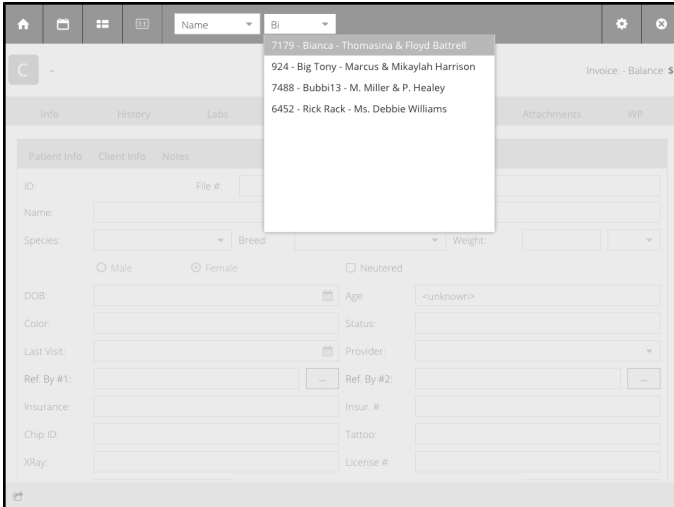 Name Bi
7179 - Bianca - Thomasina & Floyd Battrell
924 - Big Tony - Marcus & Mikaylah Harrison
7488 - Bubbi13 - M. Miller & P. Healey
6452 - Rick Rack - Ms. Debbie Williams
C - Invoice: - Balance: $
Info History Labs Attachments WP
Patient Info Client Info Notes
ID: File #:
Name:
Species: Breed: Weight:
Male Female Neutered
DOB: Age: <unknown>
Color: Status:
Last Visit: Provider:
Ref. By #1: ... Ref. By #2: ...
Insurance: Insur. #:
Chip ID: Tattoo:
XRay: License #: